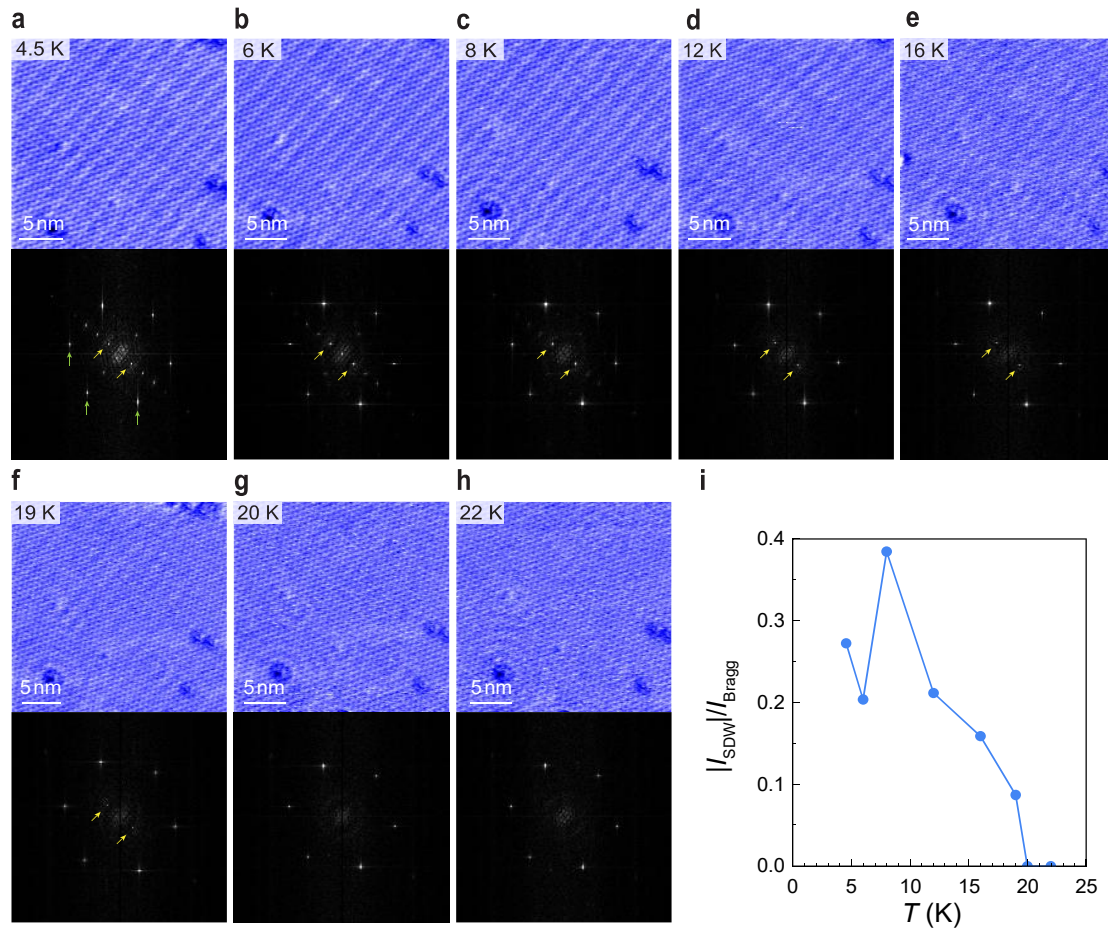 a b c d e
4.5 K 6 K 8 K 12 K 16 K
5 nm 5 nm 5 nm 5 nm 5 nm
f g h i
19 K 20 K 22 K
5 nm 5 nm 5 nm
0.4
0.3
0.2
0.1
0.0
|I_SDW|/I_Bragg
0 5 10 15 20 25
T (K)